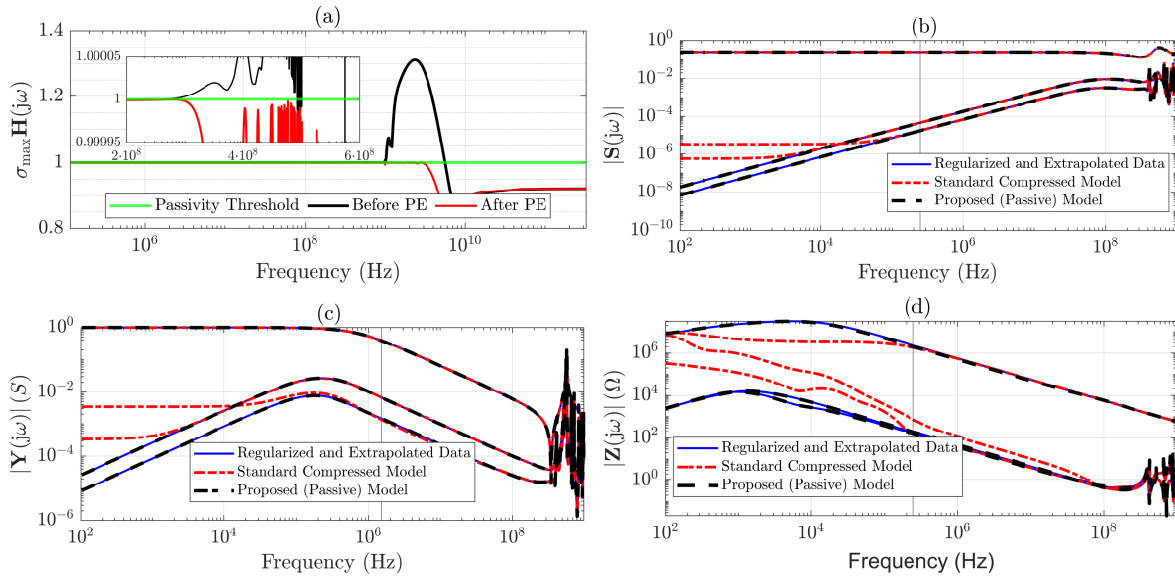 (a)
1.4
1.2
1
0.8
σmax H(jω)
1.00005
1
0.99995
2·10^8
4·10^8
6·10^8
Passivity Threshold
Before PE
After PE
10^6
10^8
10^10
Frequency (Hz)
(b)
10^0
10^-2
10^-4
10^-6
10^-8
10^-10
|S(jω)|
Regularized and Extrapolated Data
Standard Compressed Model
Proposed (Passive) Model
10^2
10^4
10^6
10^8
Frequency (Hz)
(c)
10^0
10^-2
10^-4
10^-6
|Y(jω)| (S)
Regularized and Extrapolated Data
Standard Compressed Model
Proposed (Passive) Model
10^2
10^4
10^6
10^8
Frequency (Hz)
(d)
10^6
10^4
10^2
10^0
|Z(jω)| (Ω)
Regularized and Extrapolated Data
Standard Compressed Model
Proposed (Passive) Model
10^2
10^4
10^6
10^8
Frequency (Hz)